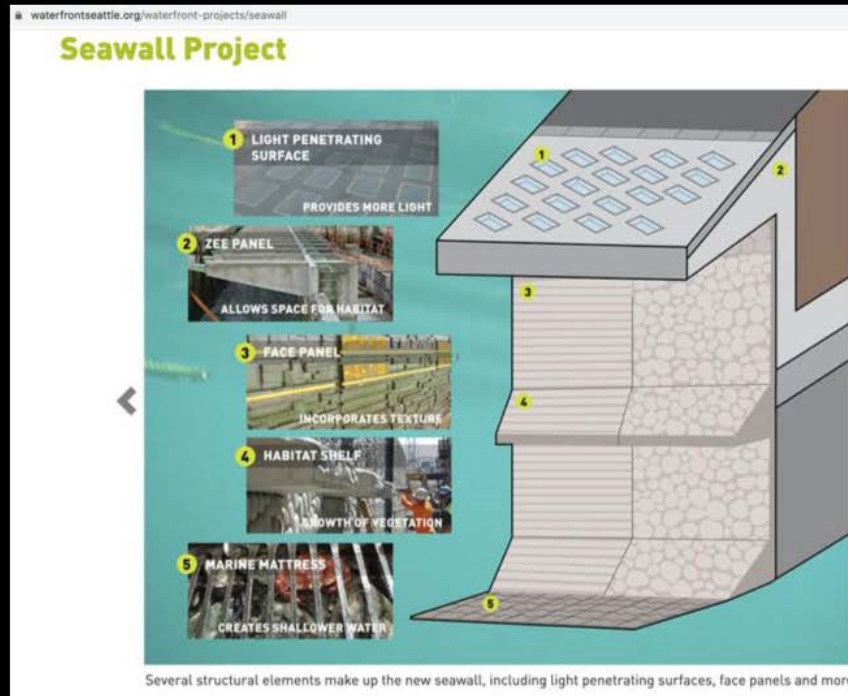 waterfrontseattle.org/waterfront-projects/seawall
Seawall Project
1 LIGHT PENETRATING
SURFACE
PROVIDES MORE LIGHT
2 ZEE PANEL
ALLOWS SPACE FOR HABITAT
3 FACE PANEL
INCORPORATES TEXTURE
4 HABITAT SHELF
GROWTH OF VEGETATION
5 MARINE MATTRESS
CREATES SHALLOWER WATER
1
2
3
4
5
Several structural elements make up the new seawall, including light penetrating surfaces, face panels and more